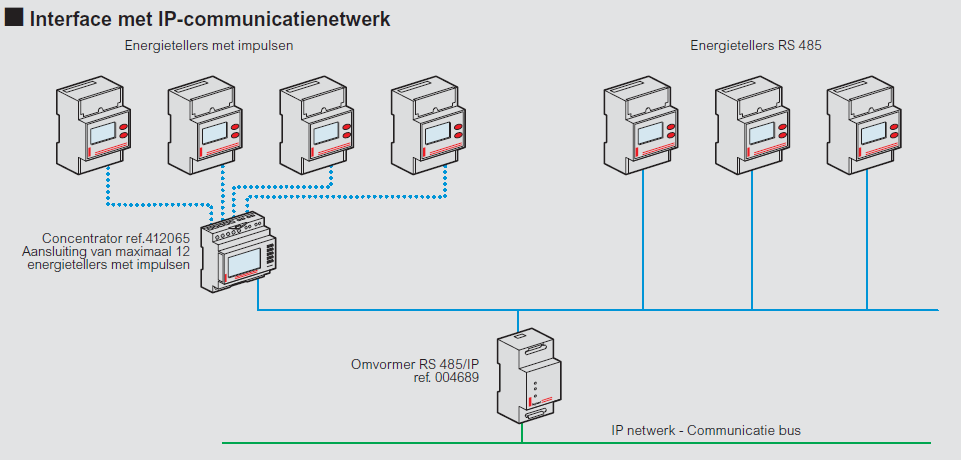 Interface met IP-communicatienetwerk
Energietellers met impulsen
Energietellers RS 485
Concentrator ref.412065
Aansluiting van maximaal 12
energietellers met impulsen
Omvormer RS 485/IP
ref. 004689
IP netwerk - Communicatie bus